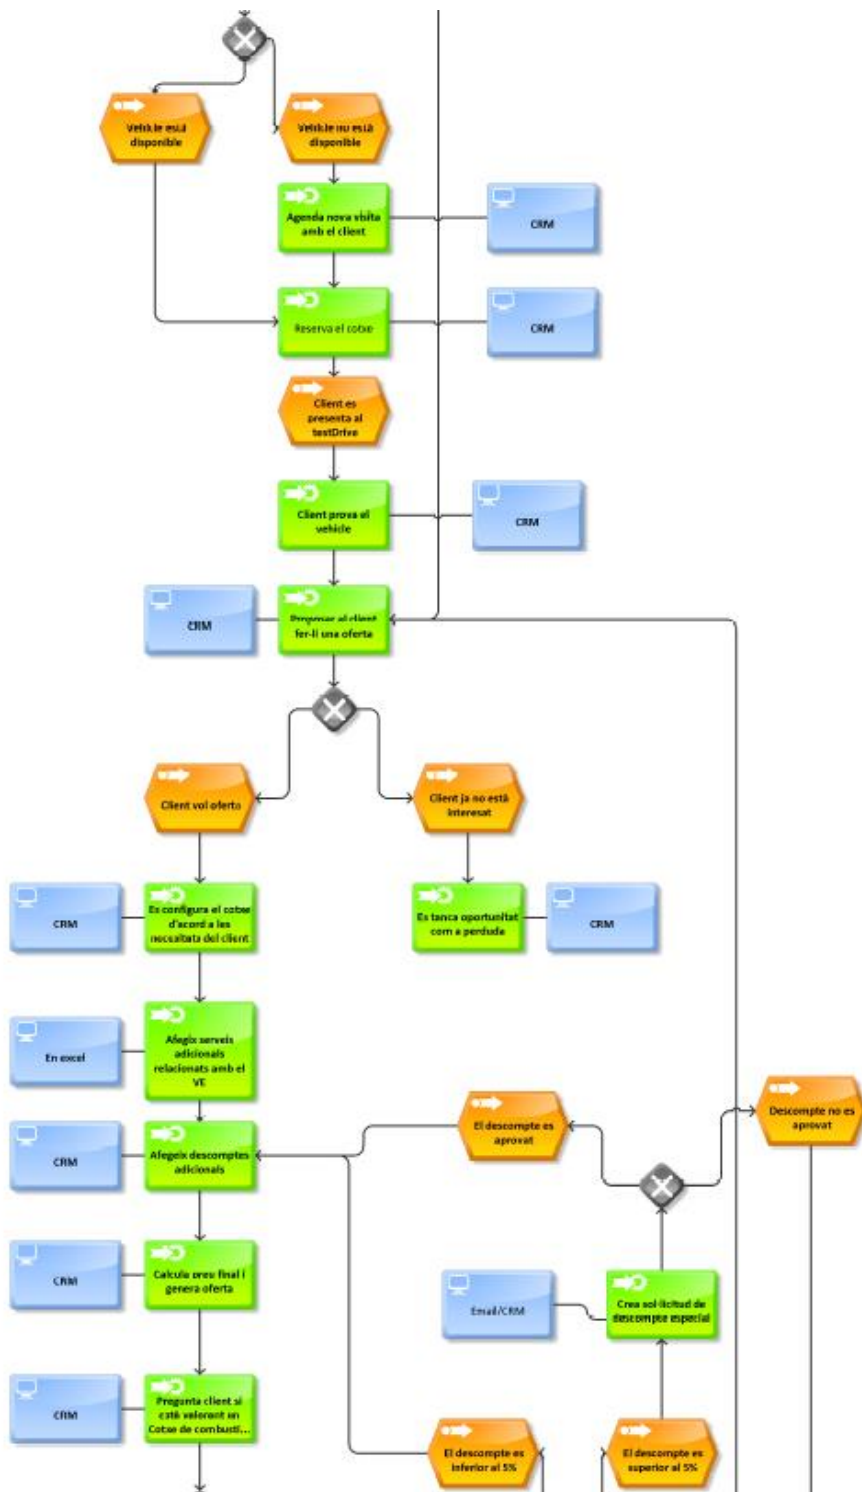 Vehicle està
disponible
Vehicle no està
disponible
Agenda nova visita
amb el client
CRM
Reserva el cotxe
CRM
Client es
presenta al
testDrive
Client prova el
vehicle
CRM
CRM
Proposar al client
fer-li una oferta
Client vol oferta
Client ja no està
interesat
CRM
Es configura el cotxe
d'acord a les
necesitats del client
Es tanca oportunitat
com a perduda
CRM
En excel
Afegix serveis
adicionals
relacionats amb el
VE
El descompte es
aprovat
Descompte no es
aprovat
CRM
Afegeix descomptes
adicionals
CRM
Calcula preu final i
genera oferta
Email/CRM
Crea sol·licitud de
descompte especial
CRM
Pregunta client si
està valorant un
Cotxe de combusti...
El descompte es
inferior al 5%
El descompte es
superior al 5%